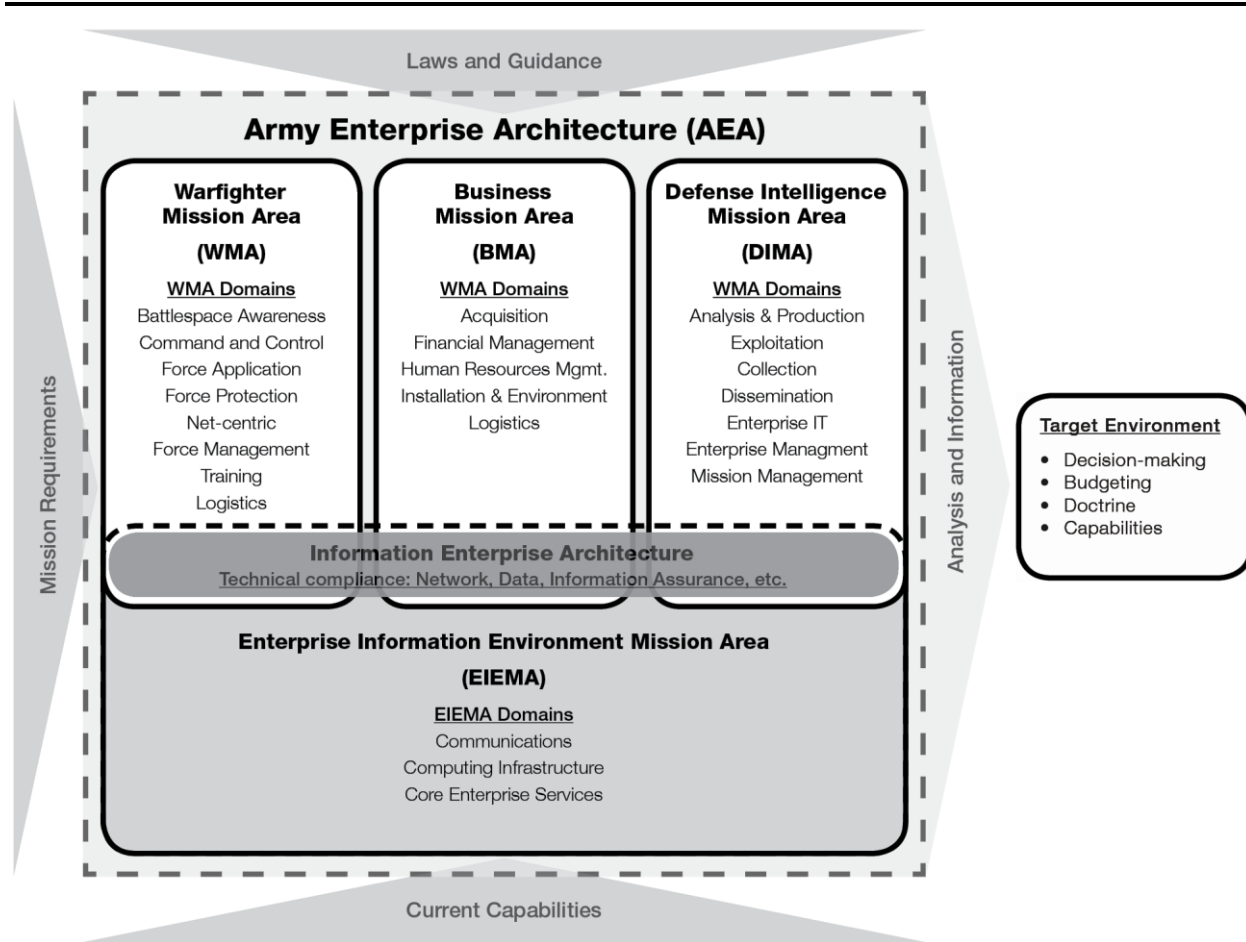 Laws and Guidance
Army Enterprise Architecture (AEA)
Mission Requirements
Warfighter
Mission Area
(WMA)
WMA Domains
Battlespace Awareness
Command and Control
Force Application
Force Protection
Net-centric
Force Management
Training
Logistics
Business
Mission Area
(BMA)
WMA Domains
Acquisition
Financial Management
Human Resources Mgmt.
Installation & Environment
Logistics
Defense Intelligence
Mission Area
(DIMA)
WMA Domains
Analysis & Production
Exploitation
Collection
Dissemination
Enterprise IT
Enterprise Managment
Mission Management
Information Enterprise Architecture
Technical compliance: Network, Data, Information Assurance, etc.
Enterprise Information Environment Mission Area
(EIEMA)
EIEMA Domains
Communications
Computing Infrastructure
Core Enterprise Services
Analysis and Information
Target Environment
• Decision-making
• Budgeting
• Doctrine
• Capabilities
Current Capabilities